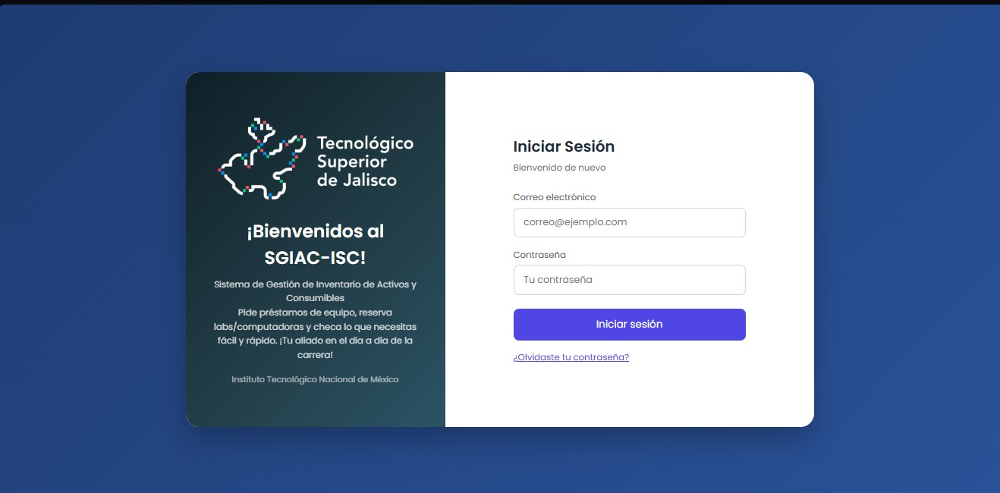 Tecnológico
Superior
de Jalisco
¡Bienvenidos al
SGIAC-ISC!
Sistema de Gestión de Inventario de Activos y
Consumibles
Pide préstamos de equipo, reserva
labs/computadoras y checa lo que necesitas
fácil y rápido. ¡Tu aliado en el día a día de la
carrera!
Instituto Tecnológico Nacional de México
Iniciar Sesión
Bienvenido de nuevo
Correo electrónico
correo@ejemplo.com
Contraseña
Tu contraseña
Iniciar sesión
¿Olvidaste tu contraseña?